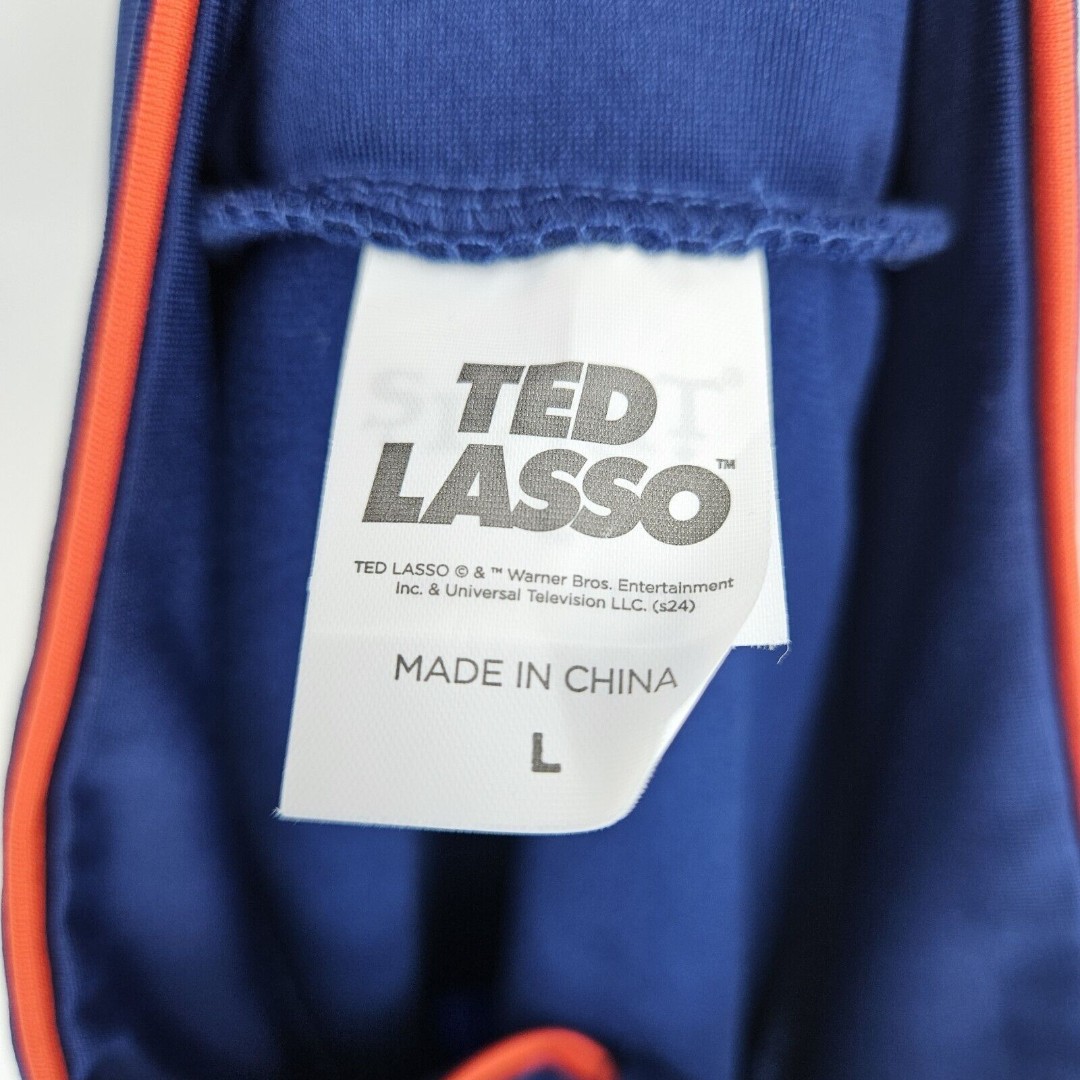 TED
LASSO™
TED LASSO © & ™ Warner Bros. Entertainment
Inc. & Universal Television LLC. (s24)
MADE IN CHINA
L